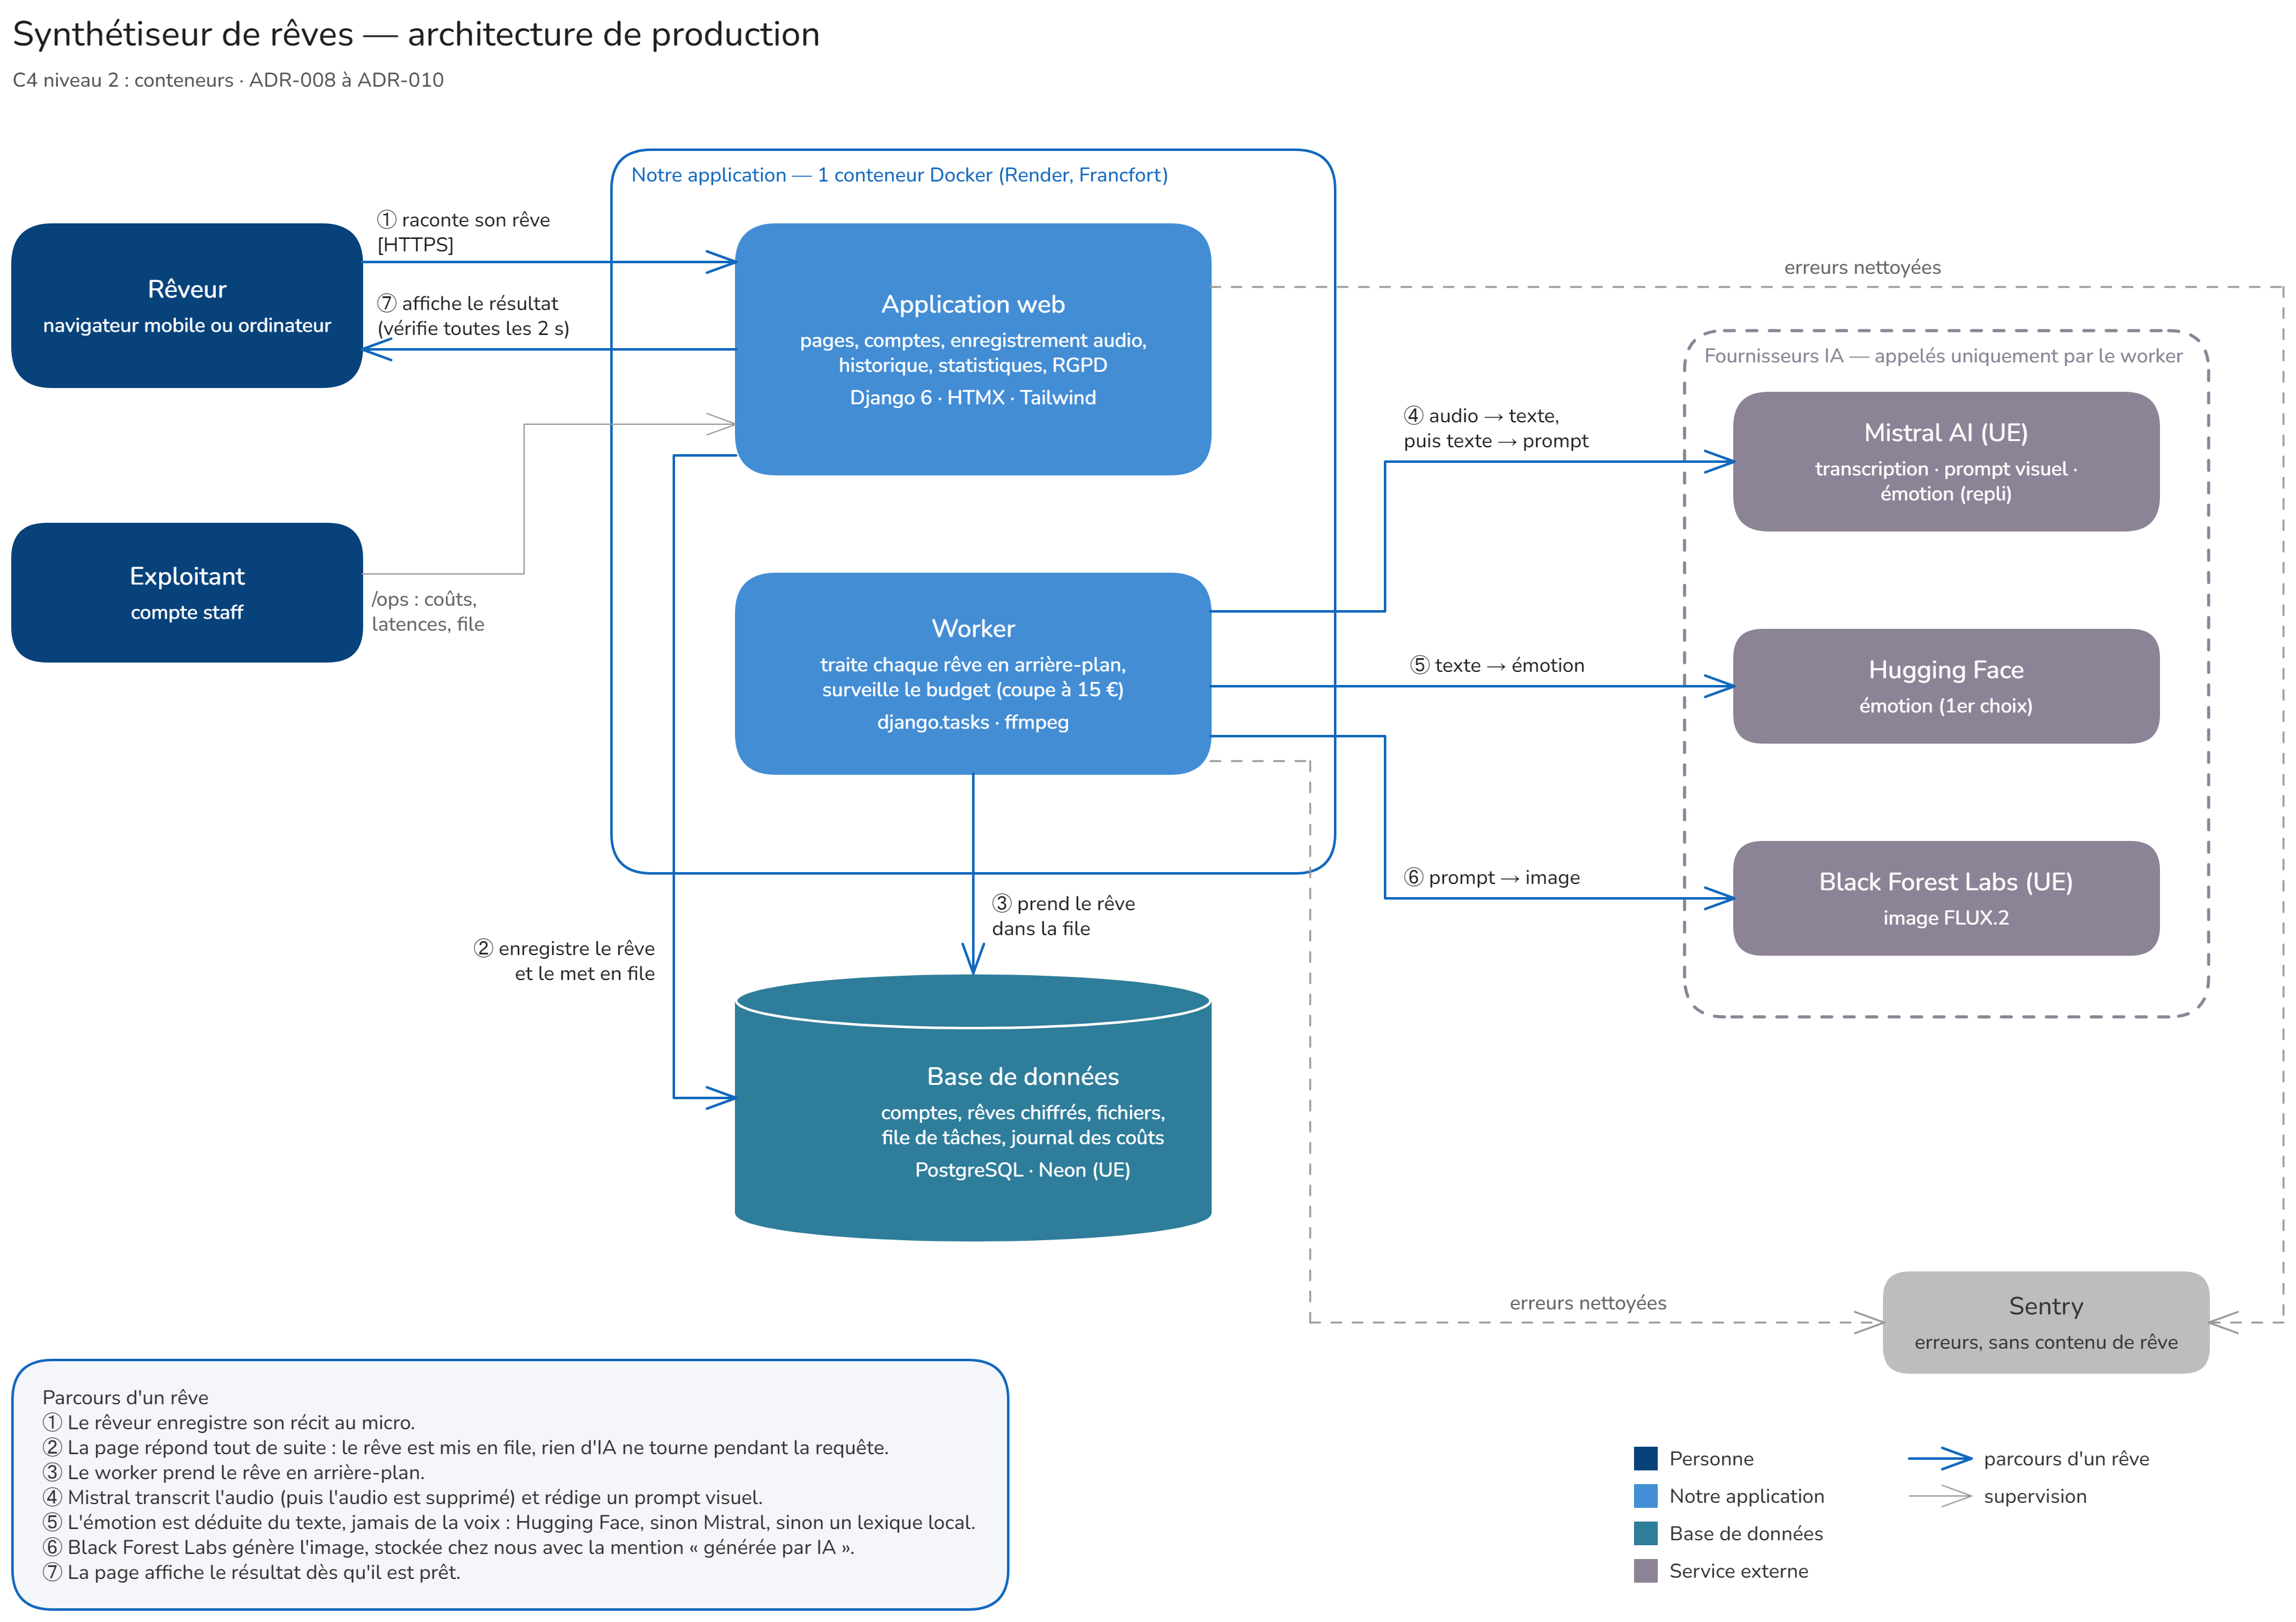 Synthétiseur de rêves — architecture de production
C4 niveau 2 : conteneurs · ADR-008 à ADR-010
Notre application — 1 conteneur Docker (Render, Francfort)
Rêveur
navigateur mobile ou ordinateur
① raconte son rêve
[HTTPS]
⑦ affiche le résultat
(vérifie toutes les 2 s)
Application web
pages, comptes, enregistrement audio,
historique, statistiques, RGPD
Django 6 · HTMX · Tailwind
erreurs nettoyées
Fournisseurs IA — appelés uniquement par le worker
④ audio → texte,
puis texte → prompt
Mistral AI (UE)
transcription · prompt visuel ·
émotion (repli)
Exploitant
compte staff
/ops : coûts,
latences, file
Worker
traite chaque rêve en arrière-plan,
surveille le budget (coupe à 15 €)
django.tasks · ffmpeg
⑤ texte → émotion
Hugging Face
émotion (1er choix)
⑥ prompt → image
Black Forest Labs (UE)
image FLUX.2
③ prend le rêve
dans la file
② enregistre le rêve
et le met en file
Base de données
comptes, rêves chiffrés, fichiers,
file de tâches, journal des coûts
PostgreSQL · Neon (UE)
erreurs nettoyées
Sentry
erreurs, sans contenu de rêve
Parcours d'un rêve
① Le rêveur enregistre son récit au micro.
② La page répond tout de suite : le rêve est mis en file, rien d'IA ne tourne pendant la requête.
③ Le worker prend le rêve en arrière-plan.
④ Mistral transcrit l'audio (puis l'audio est supprimé) et rédige un prompt visuel.
⑤ L'émotion est déduite du texte, jamais de la voix : Hugging Face, sinon Mistral, sinon un lexique local.
⑥ Black Forest Labs génère l'image, stockée chez nous avec la mention « générée par IA ».
⑦ La page affiche le résultat dès qu'il est prêt.
Personne
Notre application
Base de données
Service externe
parcours d'un rêve
supervision